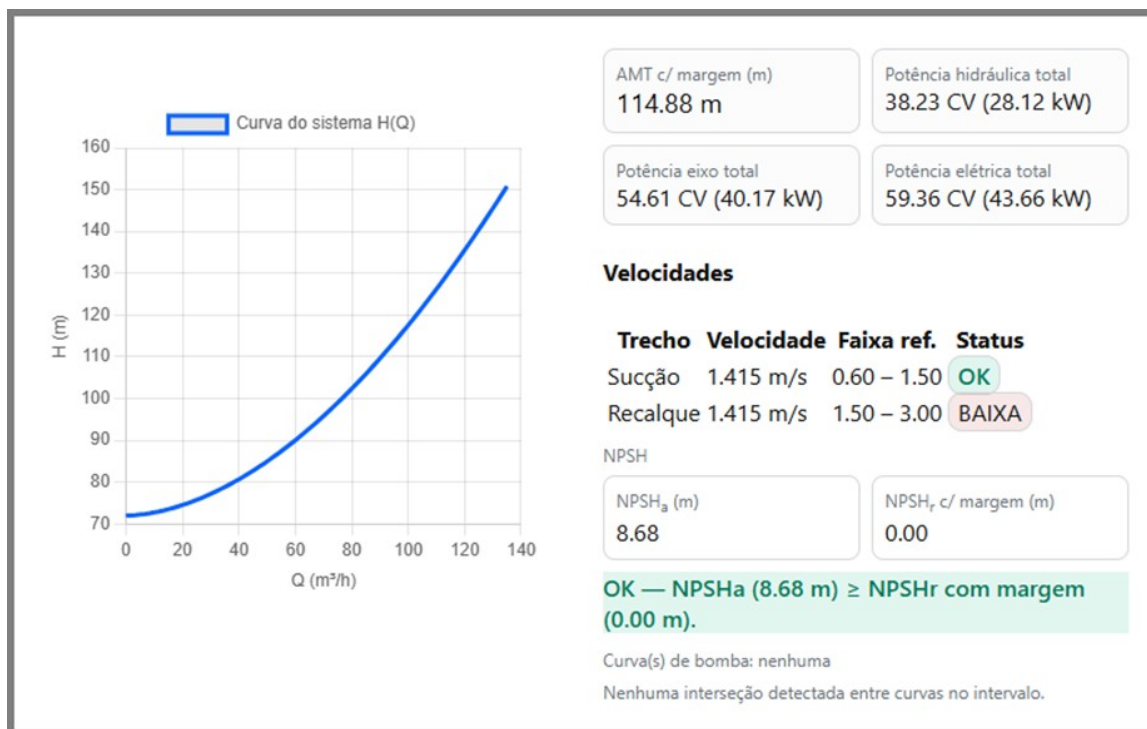 Curva do sistema H(Q)
160
150
140
130
120
110
100
90
80
70
H (m)
0 20 40 60 80 100 120 140
Q (m³/h)
AMT c/ margem (m)
114.88 m
Potência hidráulica total
38.23 CV (28.12 kW)
Potência eixo total
54.61 CV (40.17 kW)
Potência elétrica total
59.36 CV (43.66 kW)
Velocidades
Trecho Velocidade Faixa ref. Status
Sucção 1.415 m/s 0.60 – 1.50 OK
Recalque 1.415 m/s 1.50 – 3.00 BAIXA
NPSH
NPSHₐ (m)
8.68
NPSHᵣ c/ margem (m)
0.00
OK — NPSHa (8.68 m) ≥ NPSHr com margem
(0.00 m).
Curva(s) de bomba: nenhuma
Nenhuma interseção detectada entre curvas no intervalo.